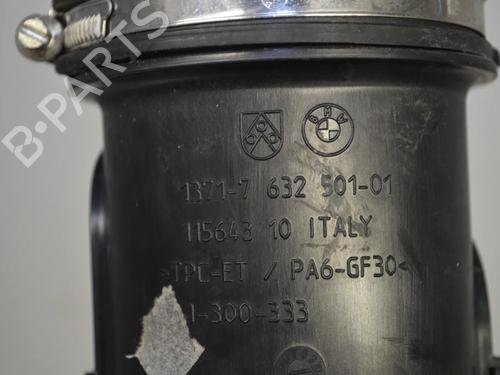 B-PARTS
BMW
1371-7 632 501-01
115643 10 ITALY
>TPC-ET / PA6-GF30<
1-300-333